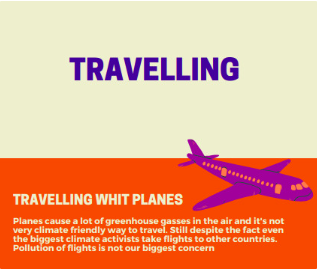 TRAVELLING
TRAVELLING WHIT PLANES
Planes cause a lot of greenhouse gasses in the air and it's not
very climate friendly way to travel. Still despite the fact even
the biggest climate activists take flights to other countries.
Pollution of flights is not our biggest concern